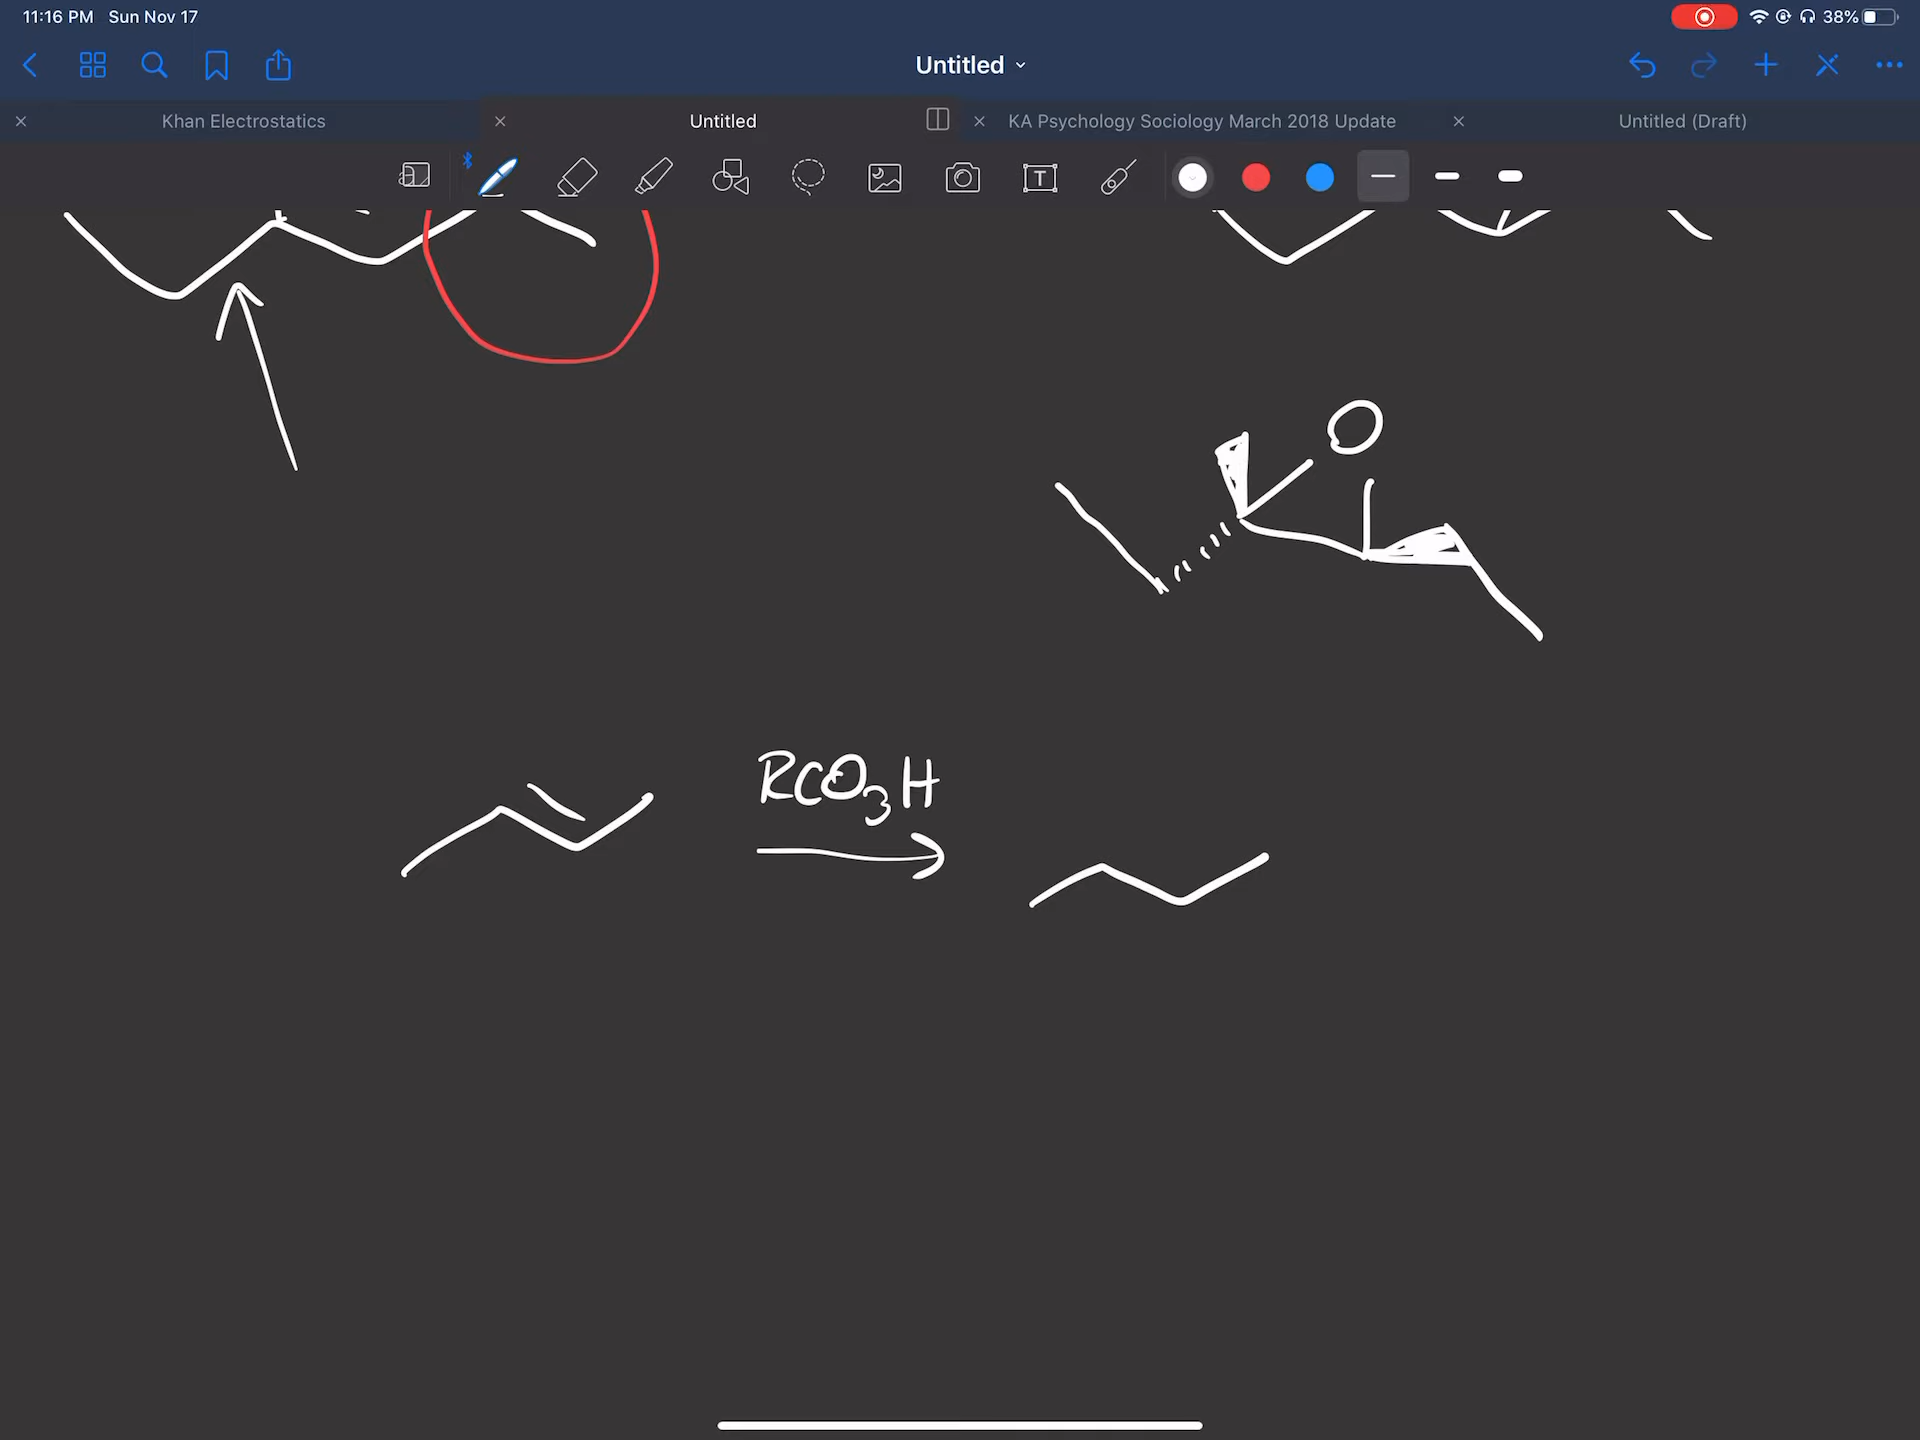 11:16 PM Sun Nov 17
38%
Untitled
Khan Electrostatics
Untitled
KA Psychology Sociology March 2018 Update
Untitled (Draft)
T
O
RCO₃H